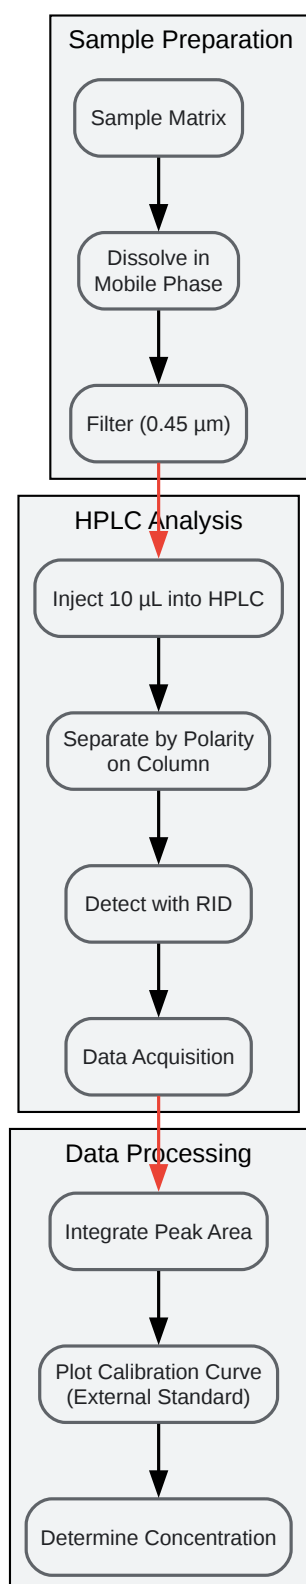 Sample Preparation
Sample Matrix
Dissolve in
Mobile Phase
Filter (0.45 µm)
HPLC Analysis
Inject 10 µL into HPLC
Separate by Polarity
on Column
Detect with RID
Data Acquisition
Data Processing
Integrate Peak Area
Plot Calibration Curve
(External Standard)
Determine Concentration